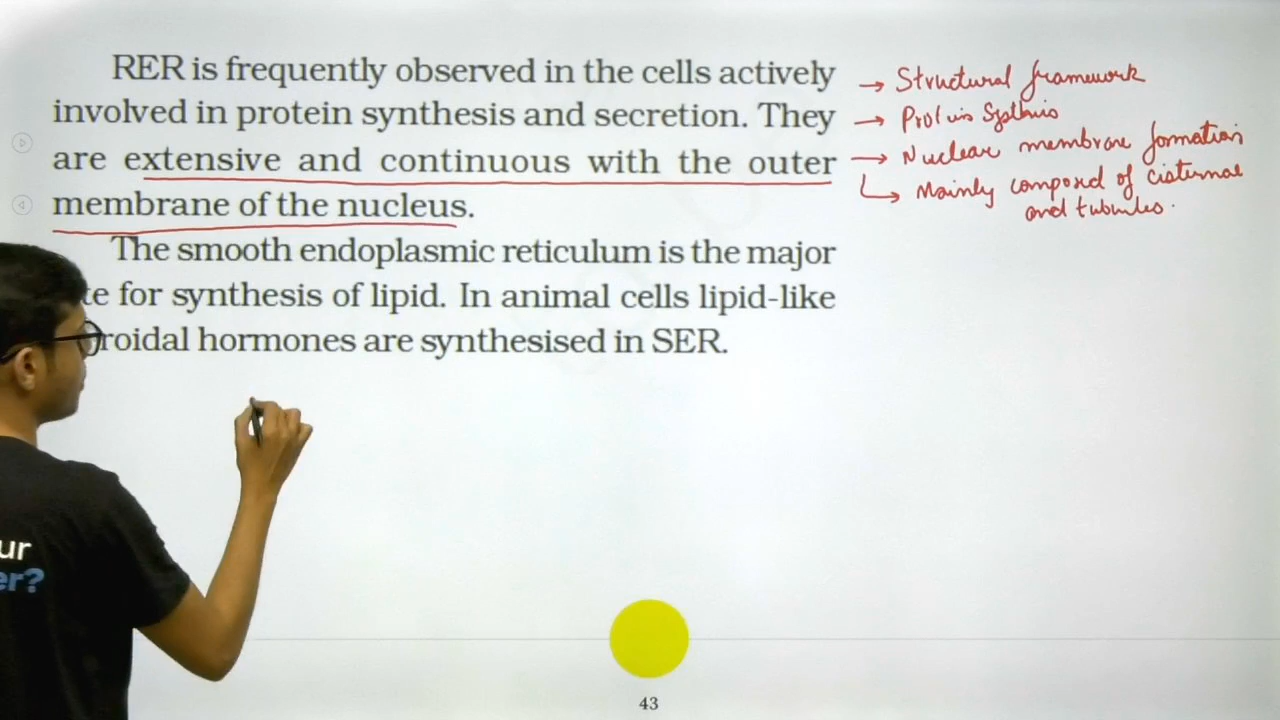 RER is frequently observed in the cells actively
involved in protein synthesis and secretion. They
are extensive and continuous with the outer
membrane of the nucleus.
The smooth endoplasmic reticulum is the major
te for synthesis of lipid. In animal cells lipid-like
roidal hormones are synthesised in SER.
→ Structural framework
→ Protein
→ Nuclear membrane formation
→ Mainly composed of cisternae
and tubules.
ur
er?
43